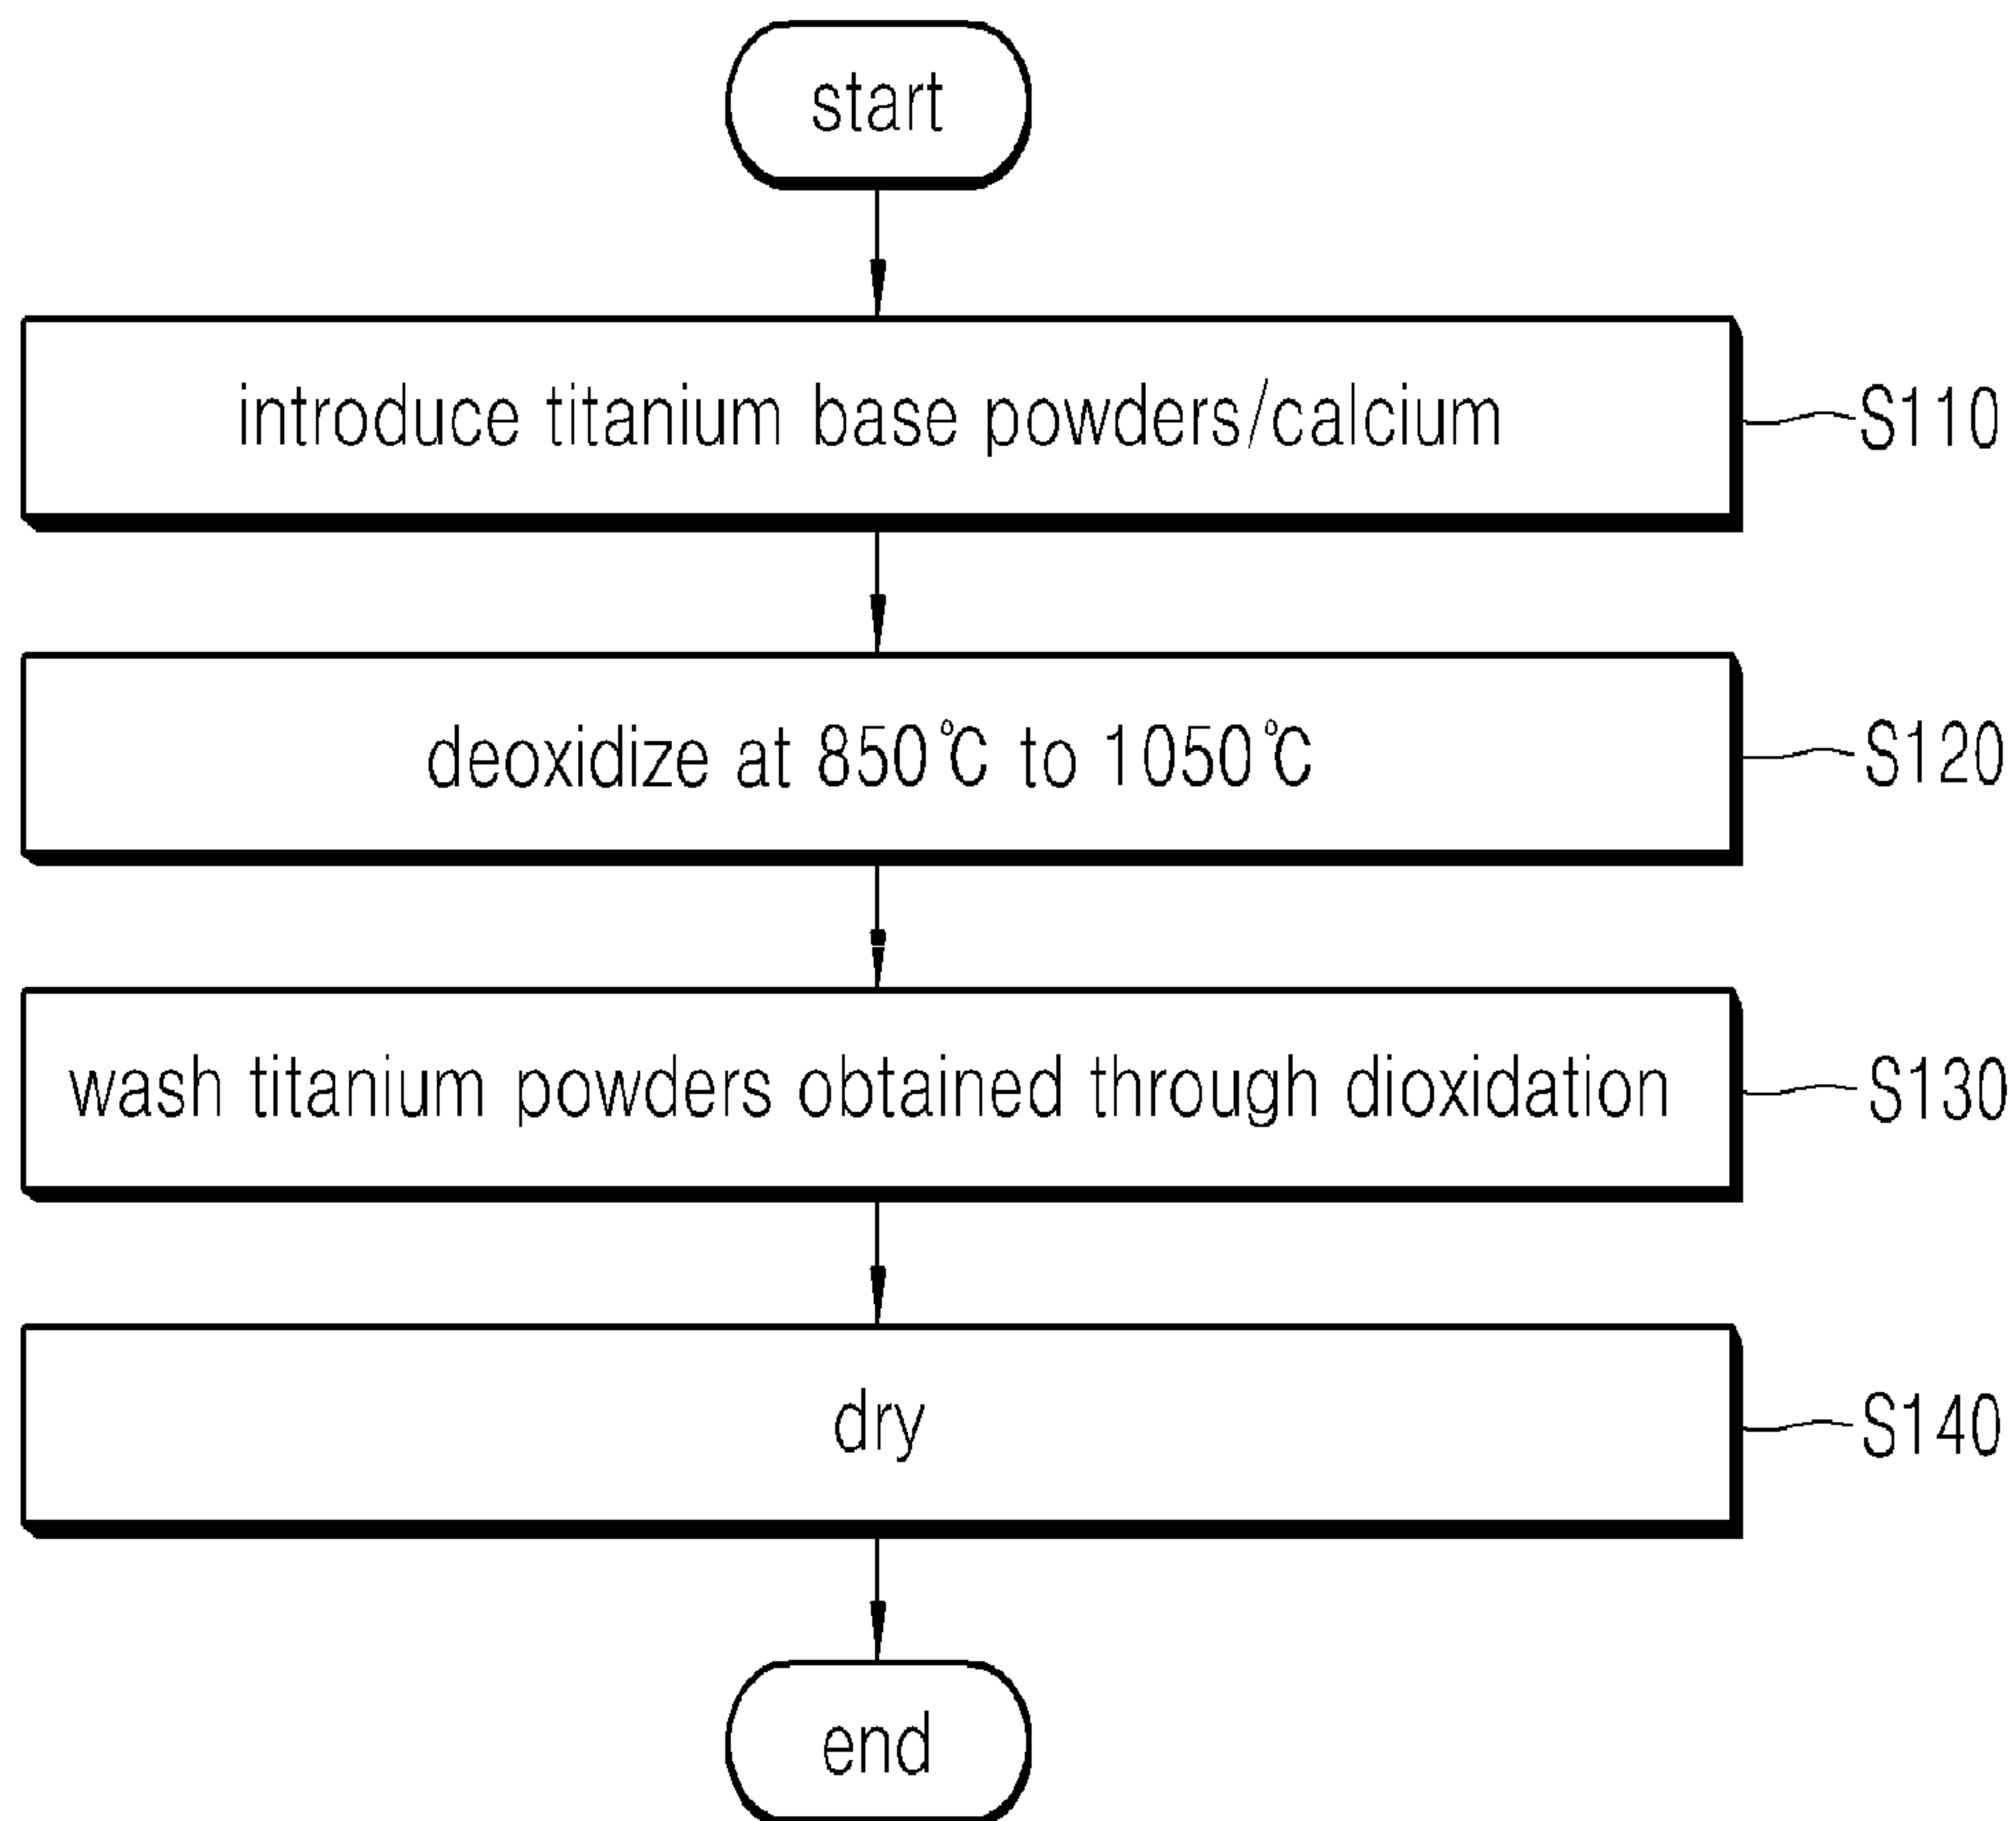 start
introduce titanium base powders/calcium
S110
deoxidize at 850℃ to 1050℃
S120
wash titanium powders obtained through dioxidation
S130
dry
S140
end